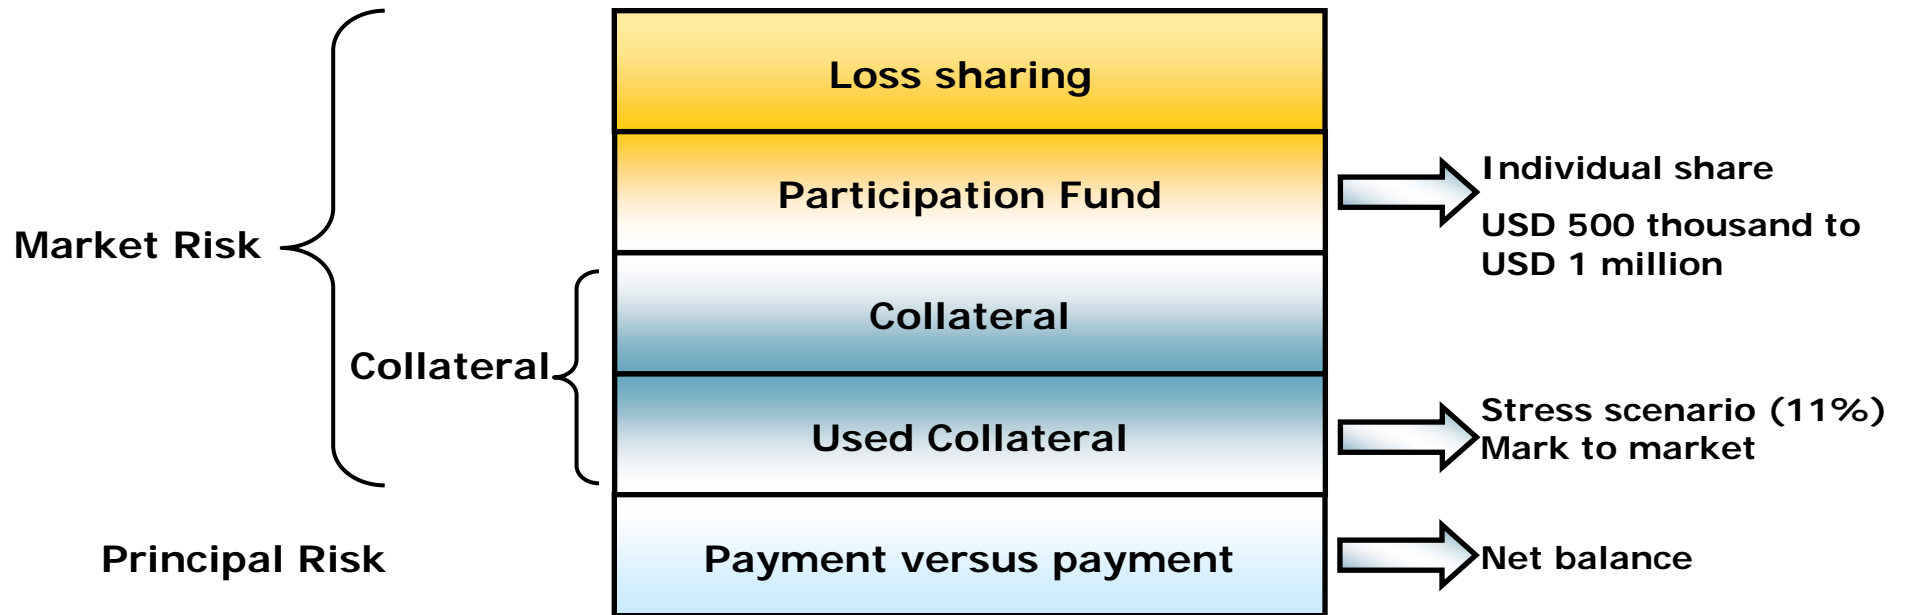 Loss sharing
Participation Fund
Individual share
USD 500 thousand to
USD 1 million
Market Risk
Collateral
Collateral
Used Collateral
Stress scenario (11%)
Mark to market
Principal Risk
Payment versus payment
Net balance